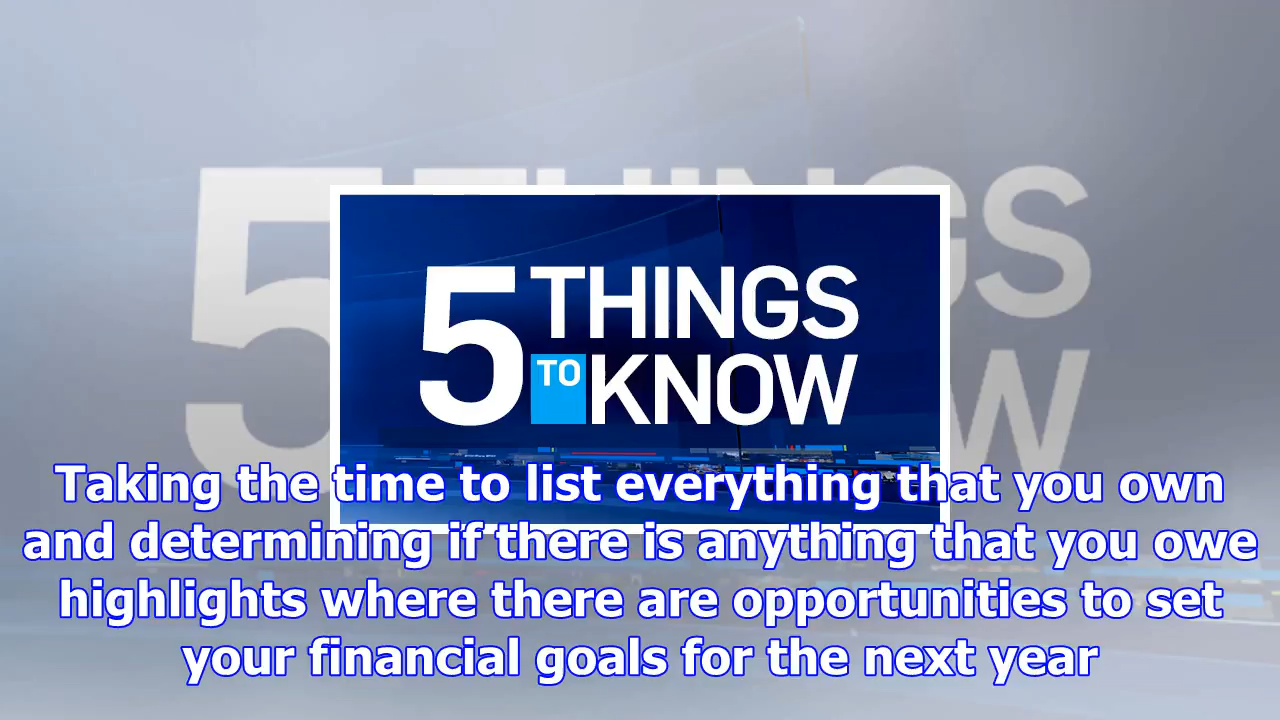 5 THINGS
TO KNOW
Taking the time to list everything that you own
and determining if there is anything that you owe
highlights where there are opportunities to set
your financial goals for the next year